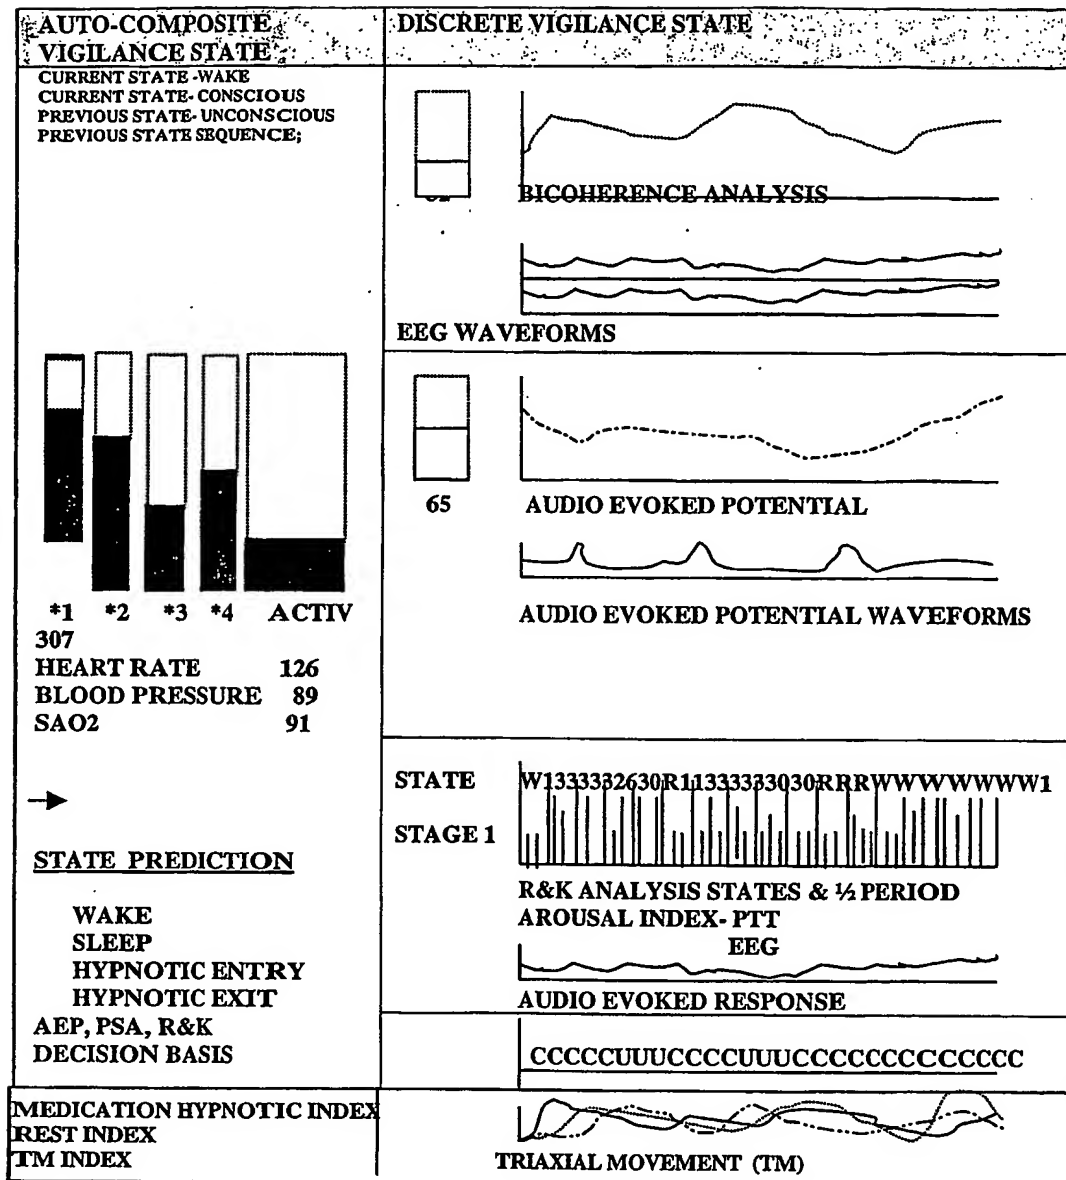 AUTO-COMPOSITE
VIGILANCE STATE
CURRENT STATE -WAKE
CURRENT STATE- CONSCIOUS
PREVIOUS STATE- UNCONSCIOUS
PREVIOUS STATE SEQUENCE;
*1 *2 *3 *4 ACTIV
307
HEART RATE 126
BLOOD PRESSURE 89
SAO2 91
STATE PREDICTION
WAKE
SLEEP
HYPNOTIC ENTRY
HYPNOTIC EXIT
AEP, PSA, R&K
DECISION BASIS
MEDICATION HYPNOTIC INDEX
REST INDEX
TM INDEX
DISCRETE VIGILANCE STATE
BICOHERENCE ANALYSIS
EEG WAVEFORMS
65
AUDIO EVOKED POTENTIAL
AUDIO EVOKED POTENTIAL WAVEFORMS
STATE W13333332630R113333333030RRRWWWWWWWW1
STAGE 1
R&K ANALYSIS STATES & ½ PERIOD
AROUSAL INDEX- PTT
EEG
AUDIO EVOKED RESPONSE
CCCCCUUUCCCCUUUCCCCCCCCCCCCCC
TRIAXIAL MOVEMENT (TM)